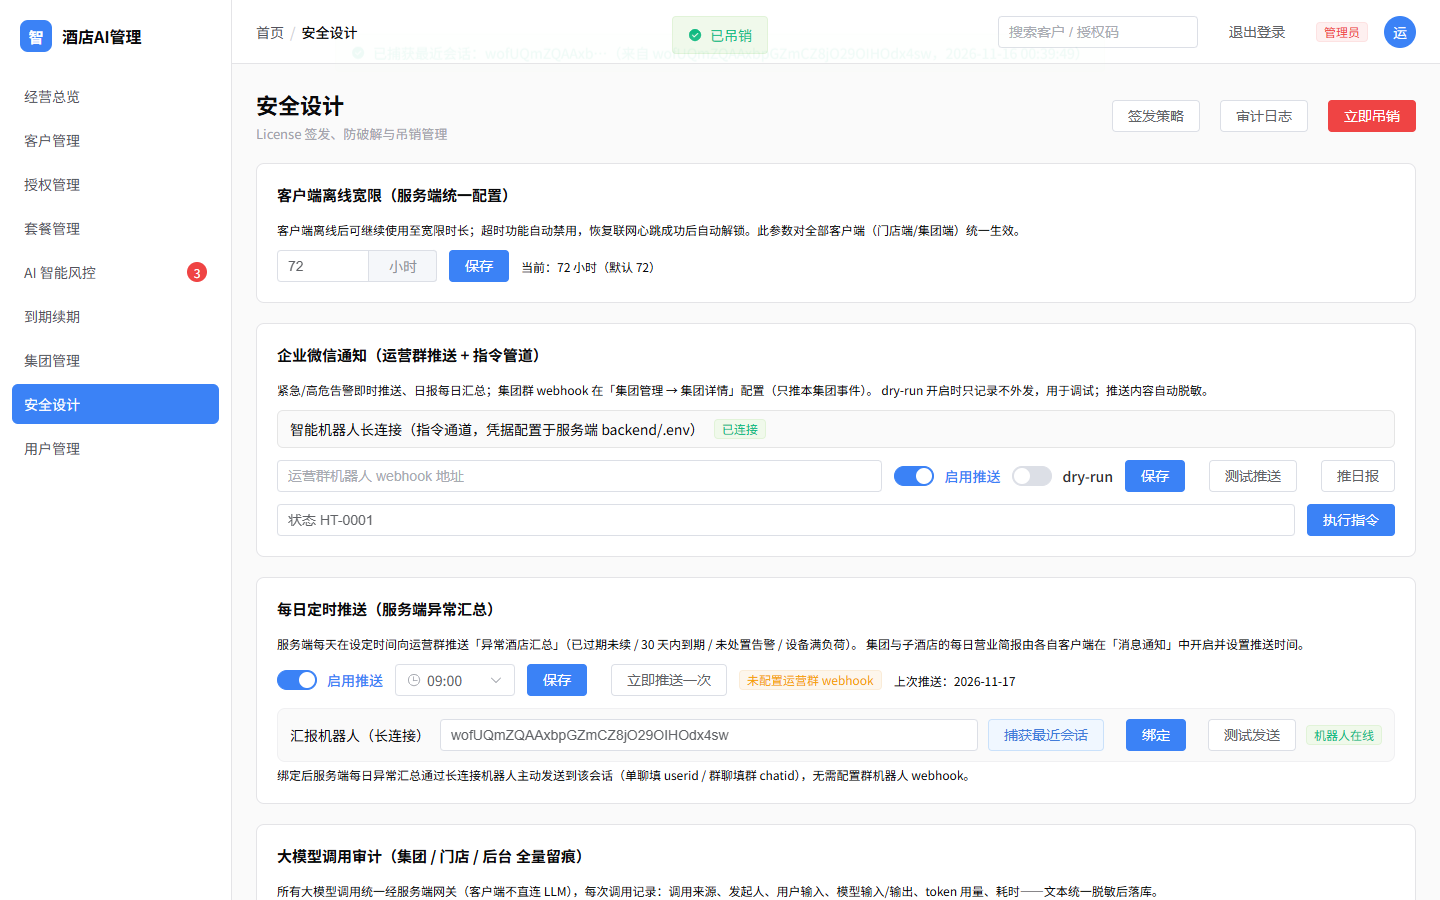 智 酒店AI管理
首页 / 安全设计
已吊销
搜索客户 / 授权码
退出登录
管理员
运
经营总览
客户管理
授权管理
套餐管理
AI 智能风控 3
到期续期
集团管理
安全设计
用户管理
安全设计
License 签发、防破解与吊销管理
签发策略
审计日志
立即吊销
客户端离线宽限（服务端统一配置）
客户端离线后可继续使用至宽限时长；超时功能自动禁用，恢复联网心跳成功后自动解锁。此参数对全部客户端（门店端/集团端）统一生效。
72 小时 保存 当前：72 小时（默认 72）
企业微信通知（运营群推送 + 指令管道）
紧急/高危告警即时推送、日报每日汇总；集团群 webhook 在「集团管理 → 集团详情」配置（只推本集团事件）。 dry-run 开启时只记录不外发，用于调试；推送内容自动脱敏。
智能机器人长连接（指令通道，凭据配置于服务端 backend/.env） 已连接
运营群机器人 webhook 地址 启用推送 dry-run 保存 测试推送 推日报
状态 HT-0001 执行指令
每日定时推送（服务端异常汇总）
服务端每天在设定时间向运营群推送「异常酒店汇总」（已过期未续 / 30 天内到期 / 未处置告警 / 设备满负荷）。 集团与子酒店的每日营业简报由各自客户端在「消息通知」中开启并设置推送时间。
启用推送 09:00 保存 立即推送一次 未配置运营群 webhook 上次推送：2026-11-17
汇报机器人（长连接） wofUQmZQAAxbpGZmCZ8jO29OIHOdx4sw 捕获最近会话 绑定 测试发送 机器人在线
绑定后服务端每日异常汇总通过长连接机器人主动发送到该会话（单聊填 userid / 群聊填群 chatid），无需配置群机器人 webhook。
大模型调用审计（集团 / 门店 / 后台 全量留痕）
所有大模型调用统一经服务端网关（客户端不直连 LLM），每次调用记录：调用来源、发起人、用户输入、模型输入/输出、token 用量、耗时——文本统一脱敏后落库。